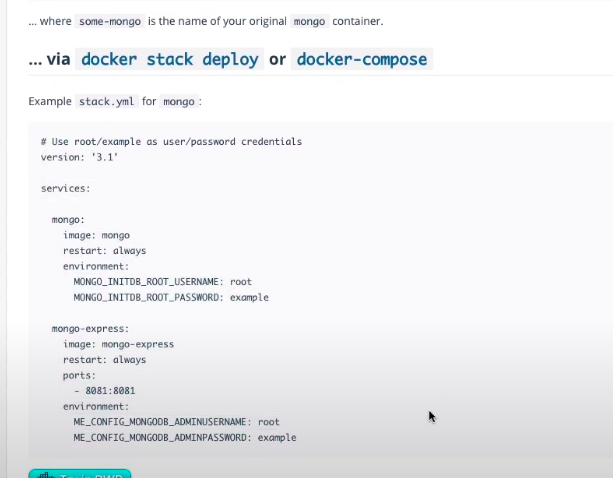 ... where some-mongo is the name of your original mongo container.
... via docker stack deploy or docker-compose
Example stack.yml for mongo :
# Use root/example as user/password credentials
version: '3.1'
services:
mongo:
image: mongo
restart: always
environment:
MONGO_INITDB_ROOT_USERNAME: root
MONGO_INITDB_ROOT_PASSWORD: example
mongo-express:
image: mongo-express
restart: always
ports:
- 8081:8081
environment:
ME_CONFIG_MONGODB_ADMINUSERNAME: root
ME_CONFIG_MONGODB_ADMINPASSWORD: example